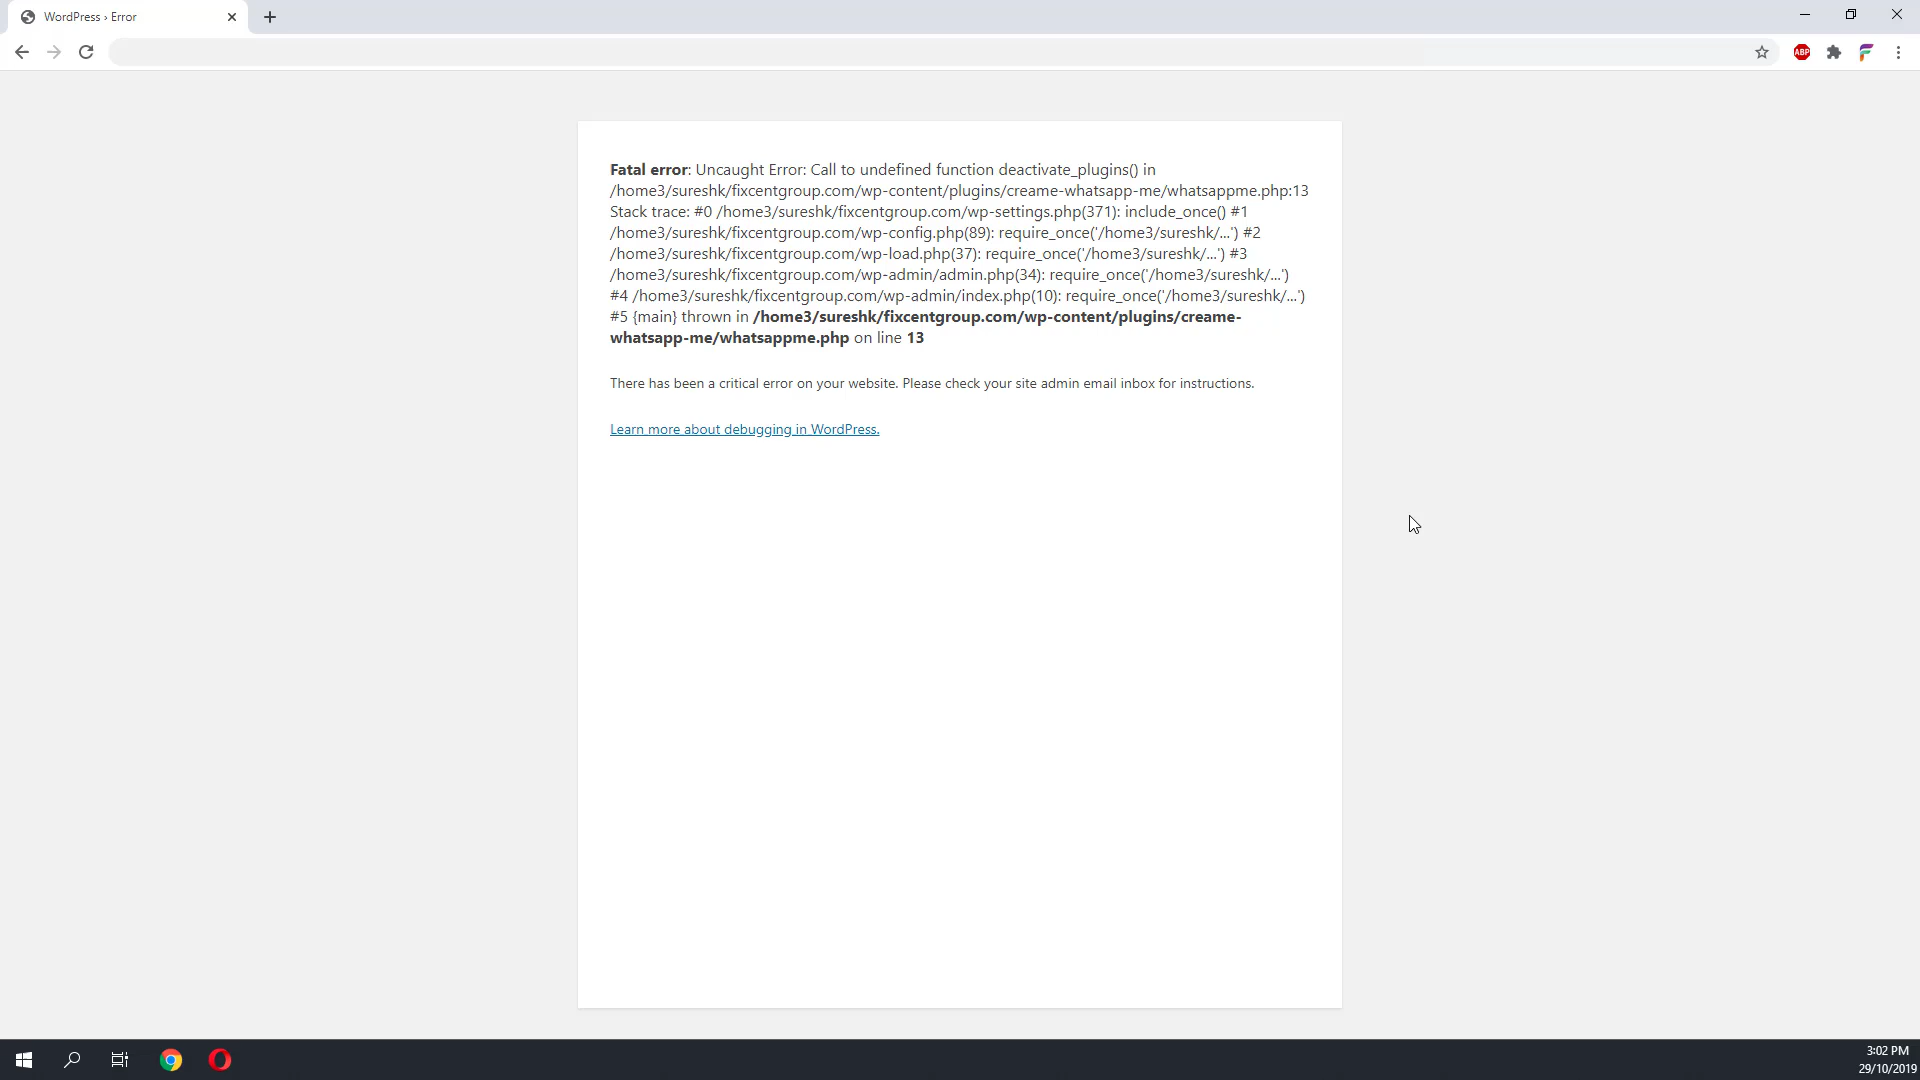 WordPress › Error
ABP
Fatal error: Uncaught Error: Call to undefined function deactivate_plugins() in
/home3/sureshk/fixcentgroup.com/wp-content/plugins/creame-whatsapp-me/whatsappme.php:13
Stack trace: #0 /home3/sureshk/fixcentgroup.com/wp-settings.php(371): include_once() #1
/home3/sureshk/fixcentgroup.com/wp-config.php(89): require_once('/home3/sureshk/...') #2
/home3/sureshk/fixcentgroup.com/wp-load.php(37): require_once('/home3/sureshk/...') #3
/home3/sureshk/fixcentgroup.com/wp-admin/admin.php(34): require_once('/home3/sureshk/...')
#4 /home3/sureshk/fixcentgroup.com/wp-admin/index.php(10): require_once('/home3/sureshk/...')
#5 {main} thrown in /home3/sureshk/fixcentgroup.com/wp-content/plugins/creame-
whatsapp-me/whatsappme.php on line 13
There has been a critical error on your website. Please check your site admin email inbox for instructions.
Learn more about debugging in WordPress.
3:02 PM
29/10/2019